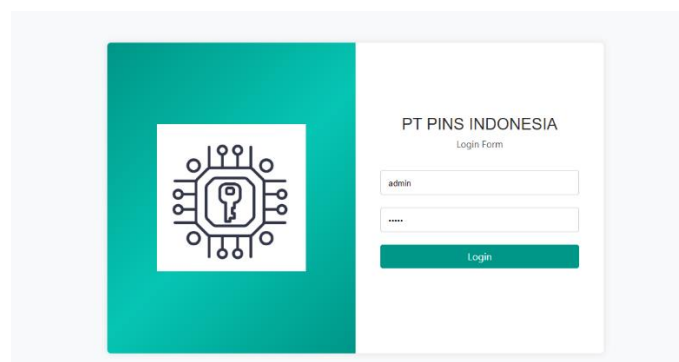 PT PINS INDONESIA
Login Form
admin
•••••
Login